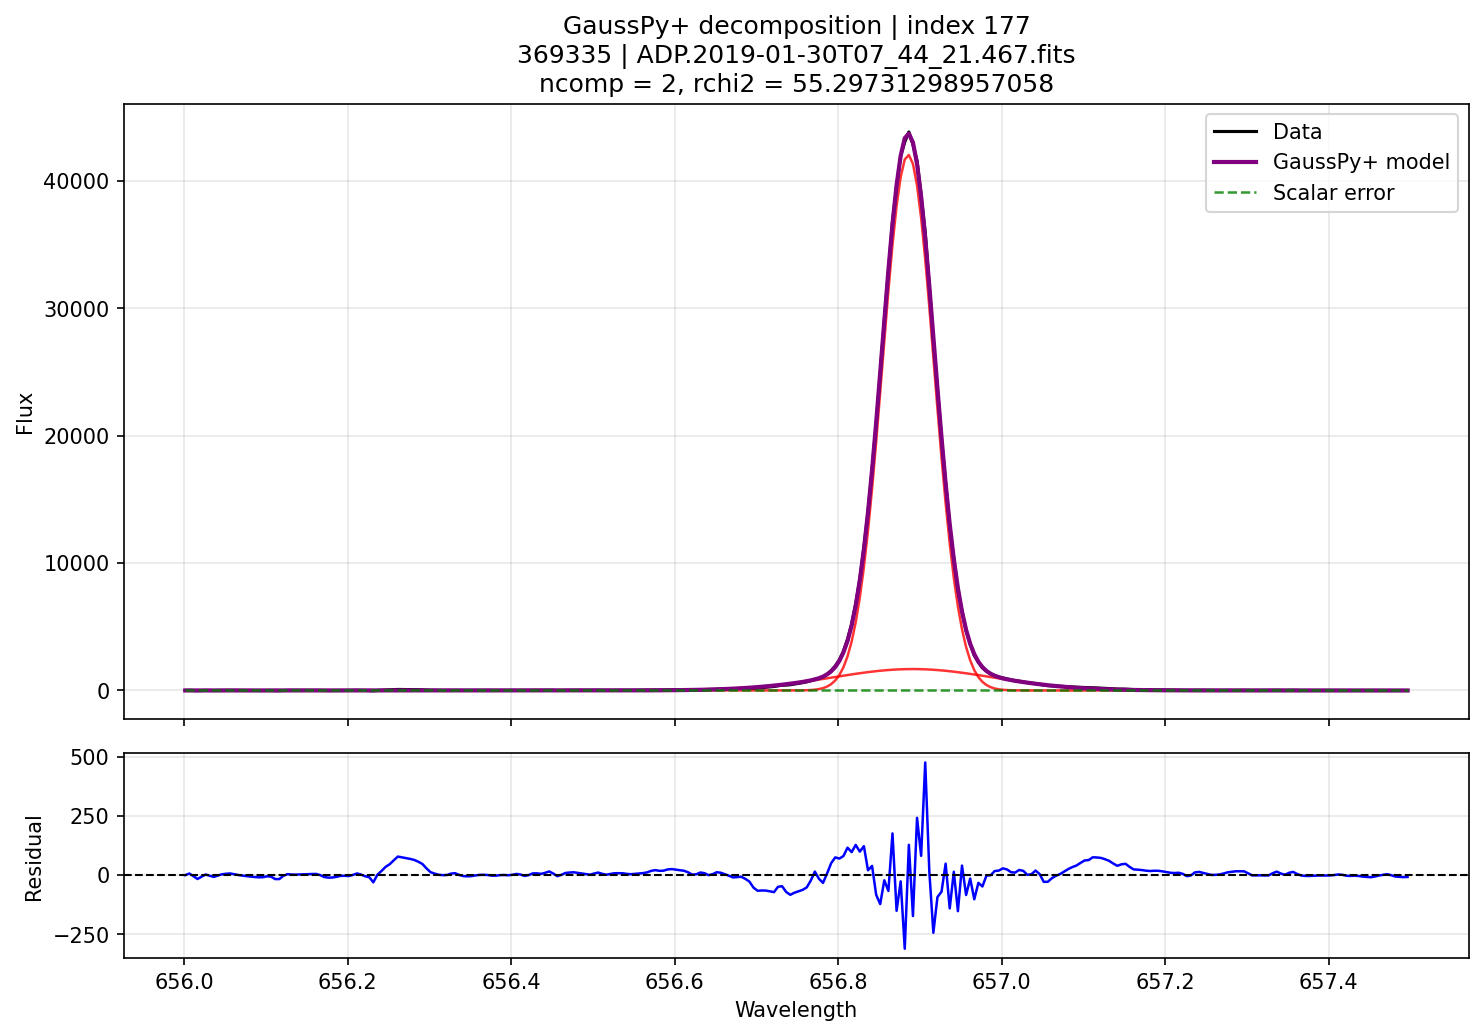 GaussPy+ decomposition | index 177
369335 | ADP.2019-01-30T07_44_21.467.fits
ncomp = 2, rchi2 = 55.29731298957058
Data
GaussPy+ model
Scalar error
Flux
40000
30000
20000
10000
0
Residual
500
250
0
−250
656.0 656.2 656.4 656.6 656.8 657.0 657.2 657.4
Wavelength